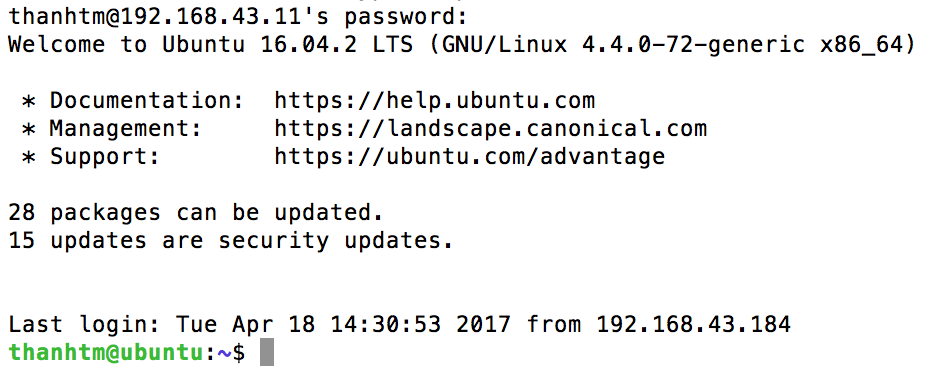 thanhtm@192.168.43.11's password:
Welcome to Ubuntu 16.04.2 LTS (GNU/Linux 4.4.0-72-generic x86_64)
* Documentation:  https://help.ubuntu.com
* Management:     https://landscape.canonical.com
* Support:        https://ubuntu.com/advantage
28 packages can be updated.
15 updates are security updates.
Last login: Tue Apr 18 14:30:53 2017 from 192.168.43.184
thanhtm@ubuntu:~$